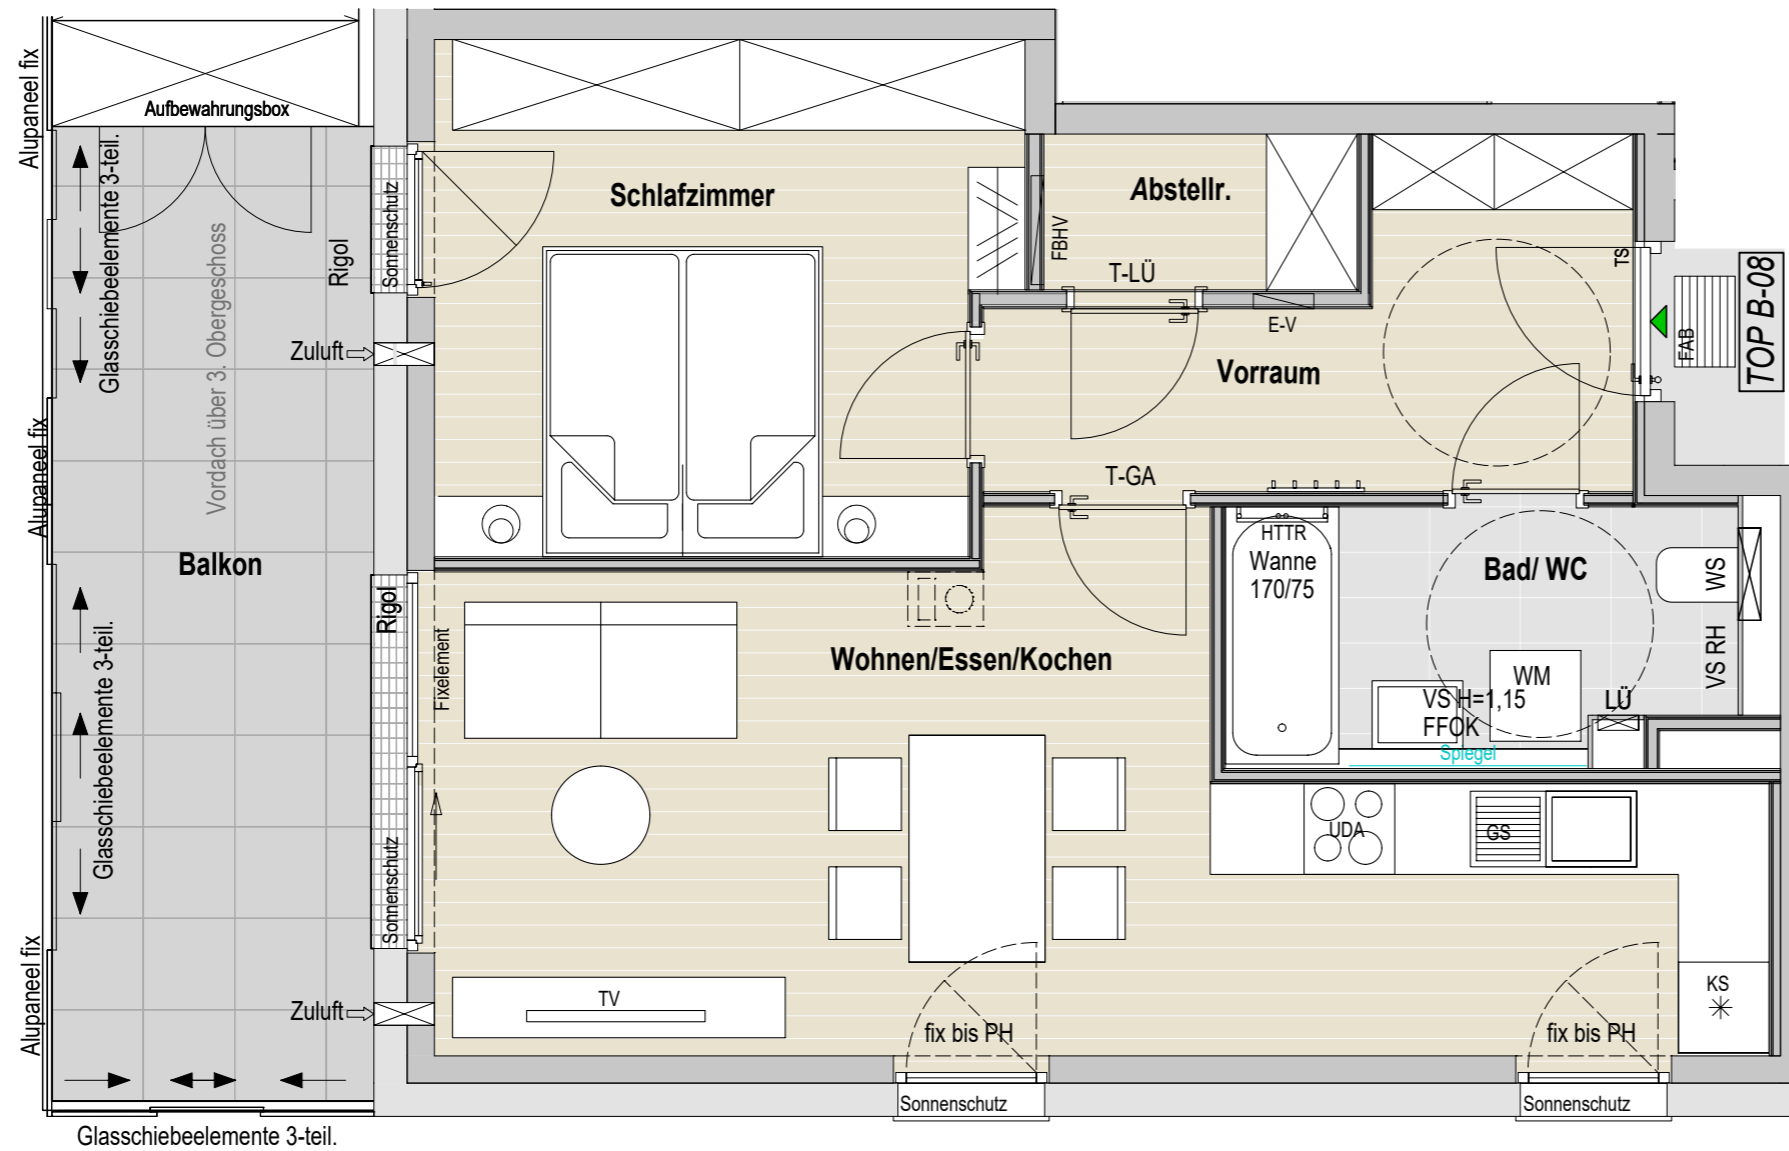 Alupaneel fix
Aufbewahrungsbox
Glasschiebeelemente 3-teil.
Vordach über 3. Obergeschoss
Rigol
Sonnenschutz
Schlafzimmer
Abstellr.
FBHV
T-LÜ
E-V
TS
FAB
TOP B-08
Zuluft
Vorraum
T-GA
Alupaneel fix
Balkon
HTTR
Wanne
170/75
Bad/ WC
WS
Rigol
Fixelement
Wohnen/Essen/Kochen
VS RH
WM
VS H=1,15
FFOK
LÜ
Spiegel
Glasschiebeelemente 3-teil.
Sonnenschutz
UDA
GS
Alupaneel fix
Zuluft
TV
fix bis PH
fix bis PH
KS
Sonnenschutz
Sonnenschutz
Glasschiebeelemente 3-teil.